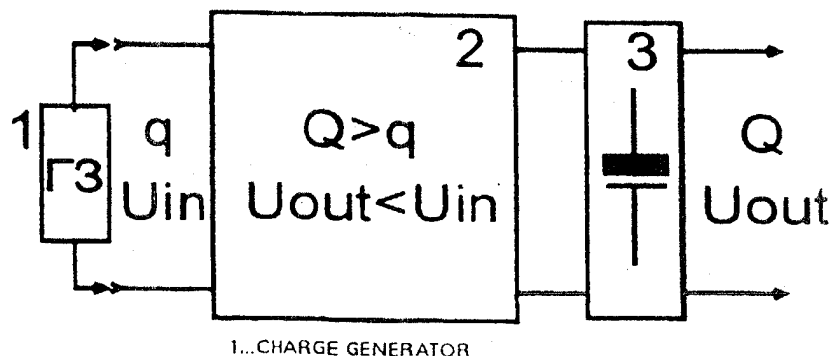 1
ГЗ
q
Uin
2
Q>q
Uout<Uin
3
Q
Uout
1...CHARGE GENERATOR